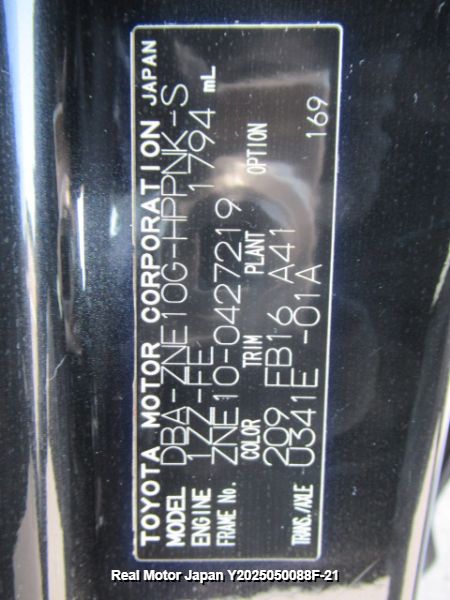 TOYOTA MOTOR CORPORATION JAPAN
MODEL DBA-ZNE10G-HPPNK-S
ENGINE 1ZZ-FE 1794 mL
FRAME No. ZNE10-0427219
COLOR TRIM PLANT OPTION
209 FB16 A41 169
TRANS./AXLE U341E -01A
Real Motor Japan Y2025050088F-21